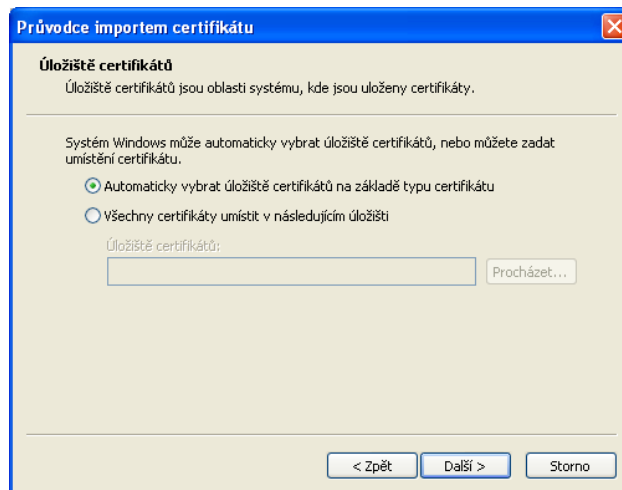 Průvodce importem certifikátu
Úložiště certifikátů
Úložiště certifikátů jsou oblasti systému, kde jsou uloženy certifikáty.
Systém Windows může automaticky vybrat úložiště certifikátů, nebo můžete zadat
umístění certifikátu.
Automaticky vybrat úložiště certifikátů na základě typu certifikátu
Všechny certifikáty umístit v následujícím úložišti
Úložiště certifikátů:
Procházet...
< Zpět
Další >
Storno